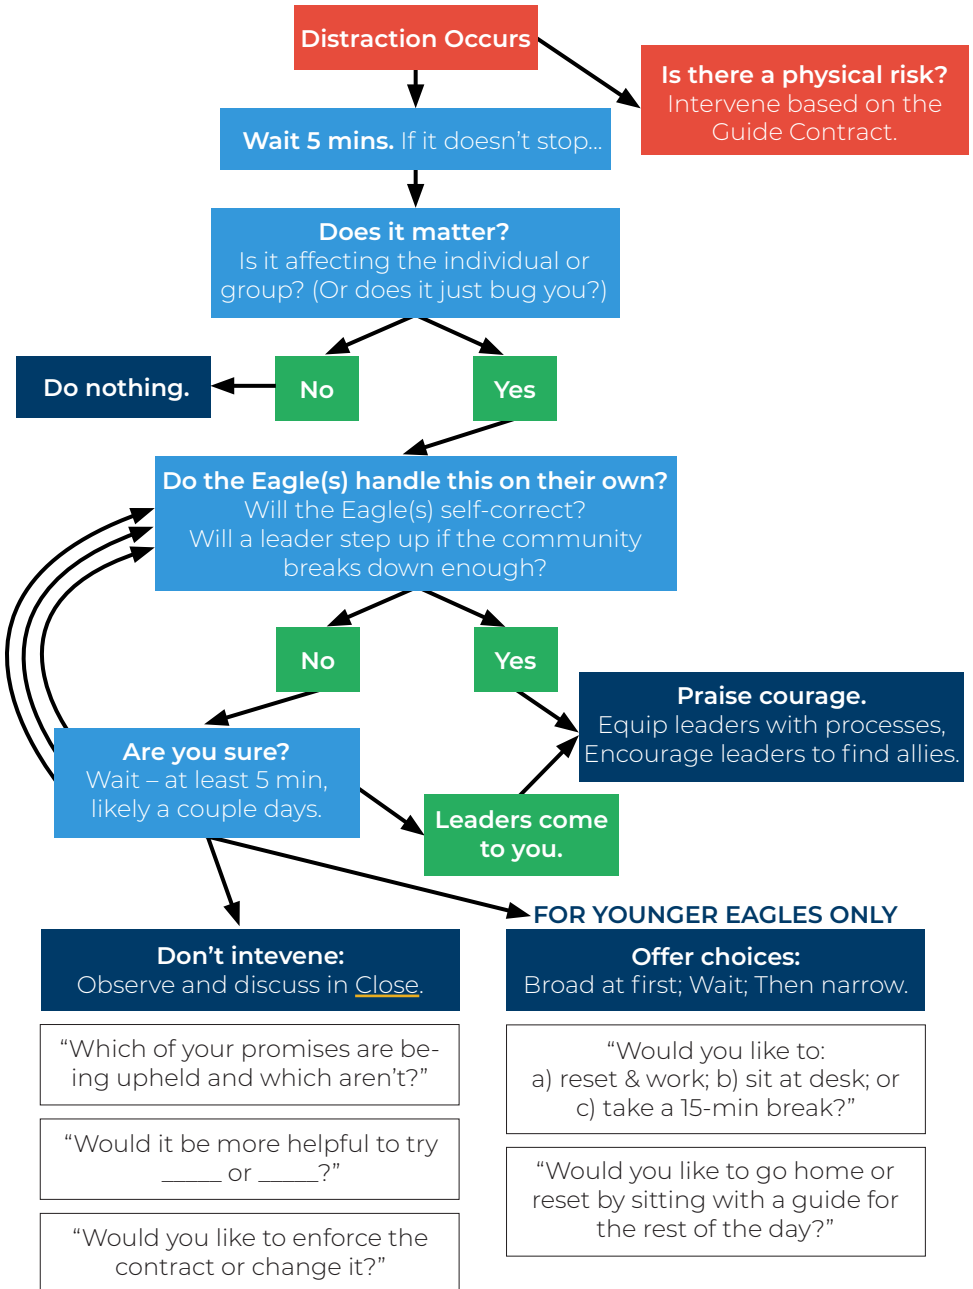 Distraction Occurs
Is there a physical risk?
Intervene based on the
Guide Contract.
Wait 5 mins. If it doesn’t stop...
Does it matter?
Is it affecting the individual or
group? (Or does it just bug you?)
Do nothing.
No
Yes
Do the Eagle(s) handle this on their own?
Will the Eagle(s) self-correct?
Will a leader step up if the community
breaks down enough?
No
Yes
Praise courage.
Equip leaders with processes,
Encourage leaders to find allies.
Are you sure?
Wait – at least 5 min,
likely a couple days.
Leaders come
to you.
Don’t intevene:
Observe and discuss in Close.
“Which of your promises are be-
ing upheld and which aren’t?”
“Would it be more helpful to try
_____ or _____?”
“Would you like to enforce the
contract or change it?”
FOR YOUNGER EAGLES ONLY
Offer choices:
Broad at first; Wait; Then narrow.
“Would you like to:
a) reset & work; b) sit at desk; or
c) take a 15-min break?”
“Would you like to go home or
reset by sitting with a guide for
the rest of the day?”